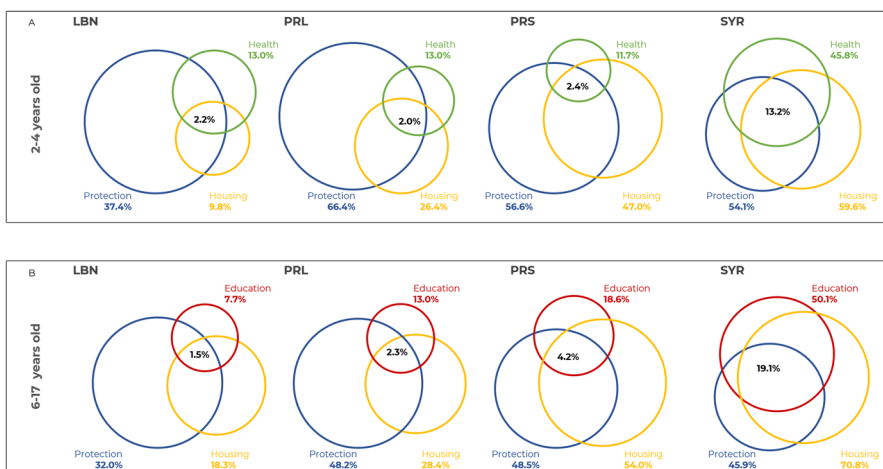 A
LBN
PRL
PRS
SYR
2-4 years old
Health
13.0%
Health
13.0%
Health
11.7%
Health
45.8%
2.2%
2.0%
2.4%
13.2%
Protection
37.4%
Housing
9.8%
Protection
66.4%
Housing
26.4%
Protection
56.6%
Housing
47.0%
Protection
54.1%
Housing
59.6%
B
LBN
PRL
PRS
SYR
6-17 years old
Education
7.7%
Education
13.0%
Education
18.6%
Education
50.1%
1.5%
2.3%
4.2%
19.1%
Protection
32.0%
Housing
18.3%
Protection
48.2%
Housing
28.4%
Protection
48.5%
Housing
54.0%
Protection
45.9%
Housing
70.8%